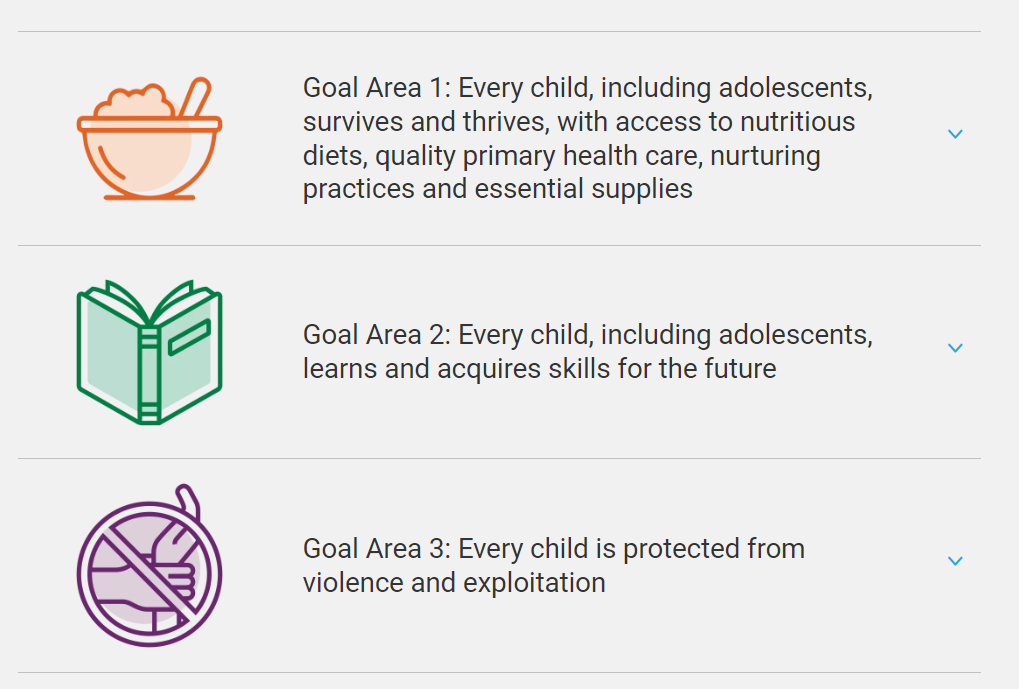 Goal Area 1: Every child, including adolescents,
survives and thrives, with access to nutritious
diets, quality primary health care, nurturing
practices and essential supplies
Goal Area 2: Every child, including adolescents,
learns and acquires skills for the future
Goal Area 3: Every child is protected from
violence and exploitation